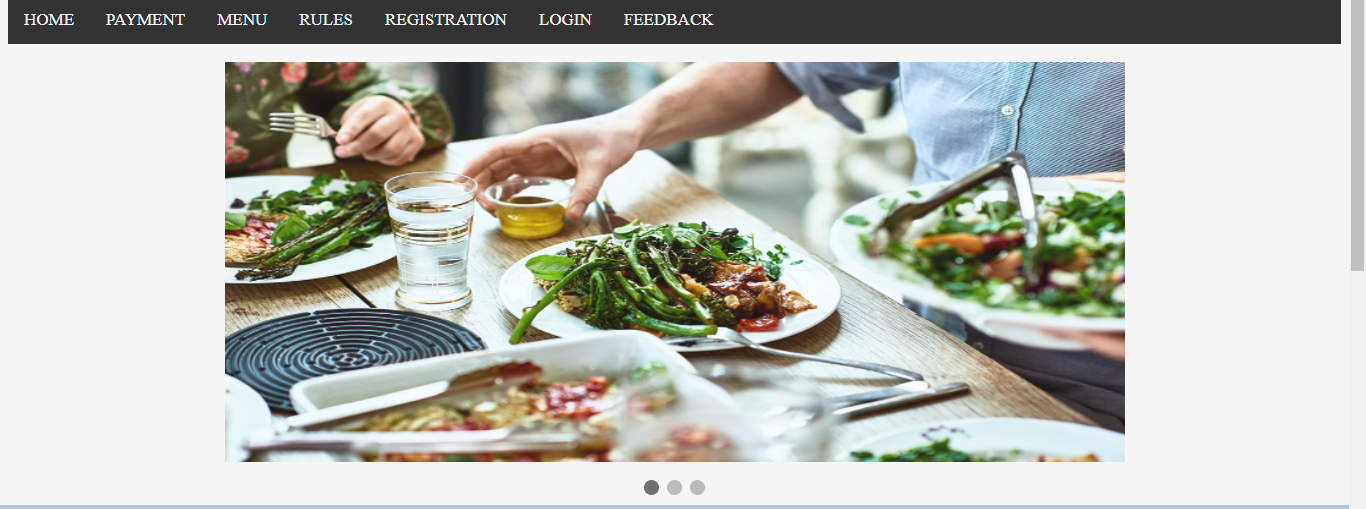 HOME PAYMENT MENU RULES REGISTRATION LOGIN FEEDBACK